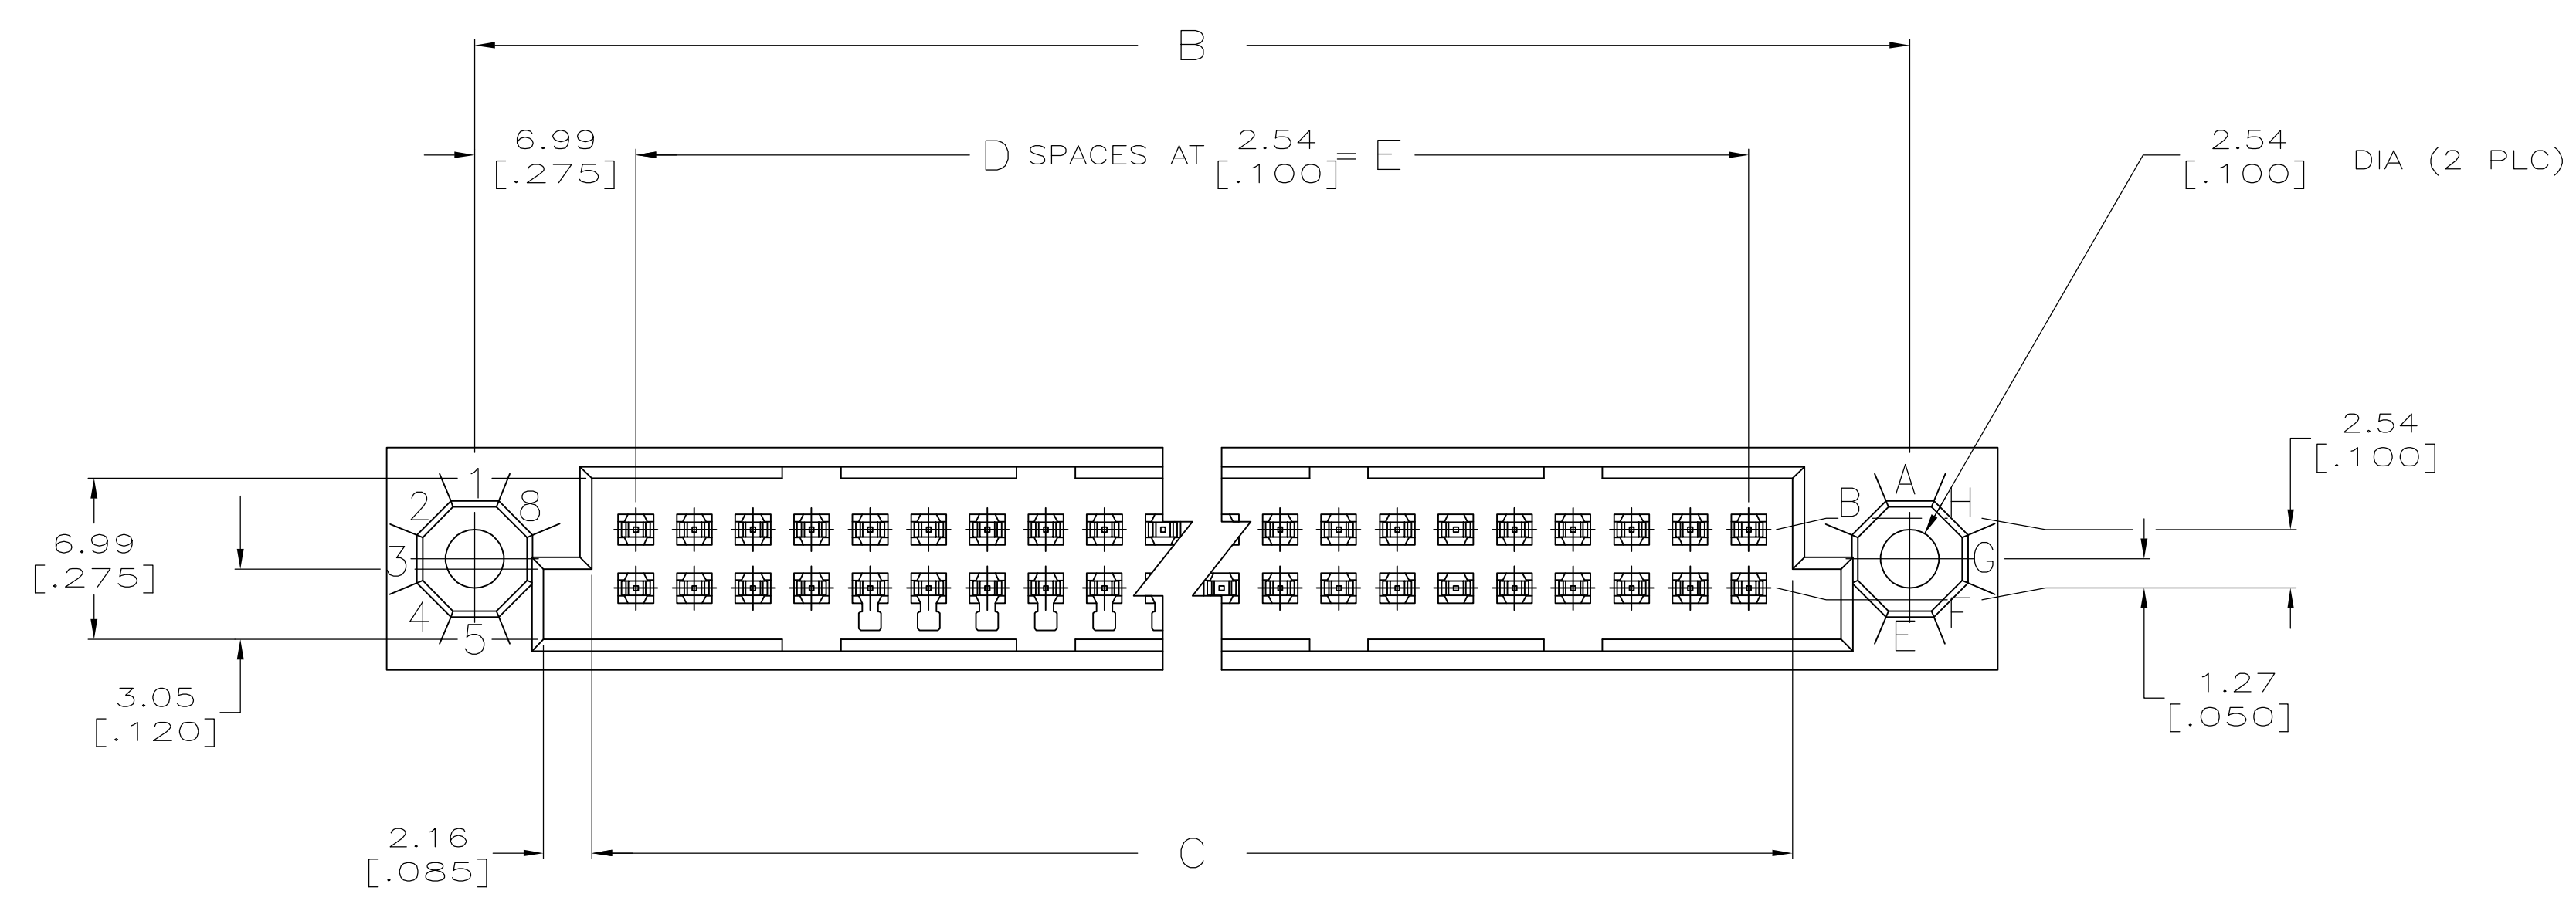 B
6.99
[.275]
D SPACES AT 2.54 = E
[.100]
2.54
[.100]
DIA (2 PLC)
2.54
[.100]
1
2
8
3
4
5
A
B
H
G
F
E
6.99
[.275]
3.05
[.120]
1.27
[.050]
2.16
[.085]
C